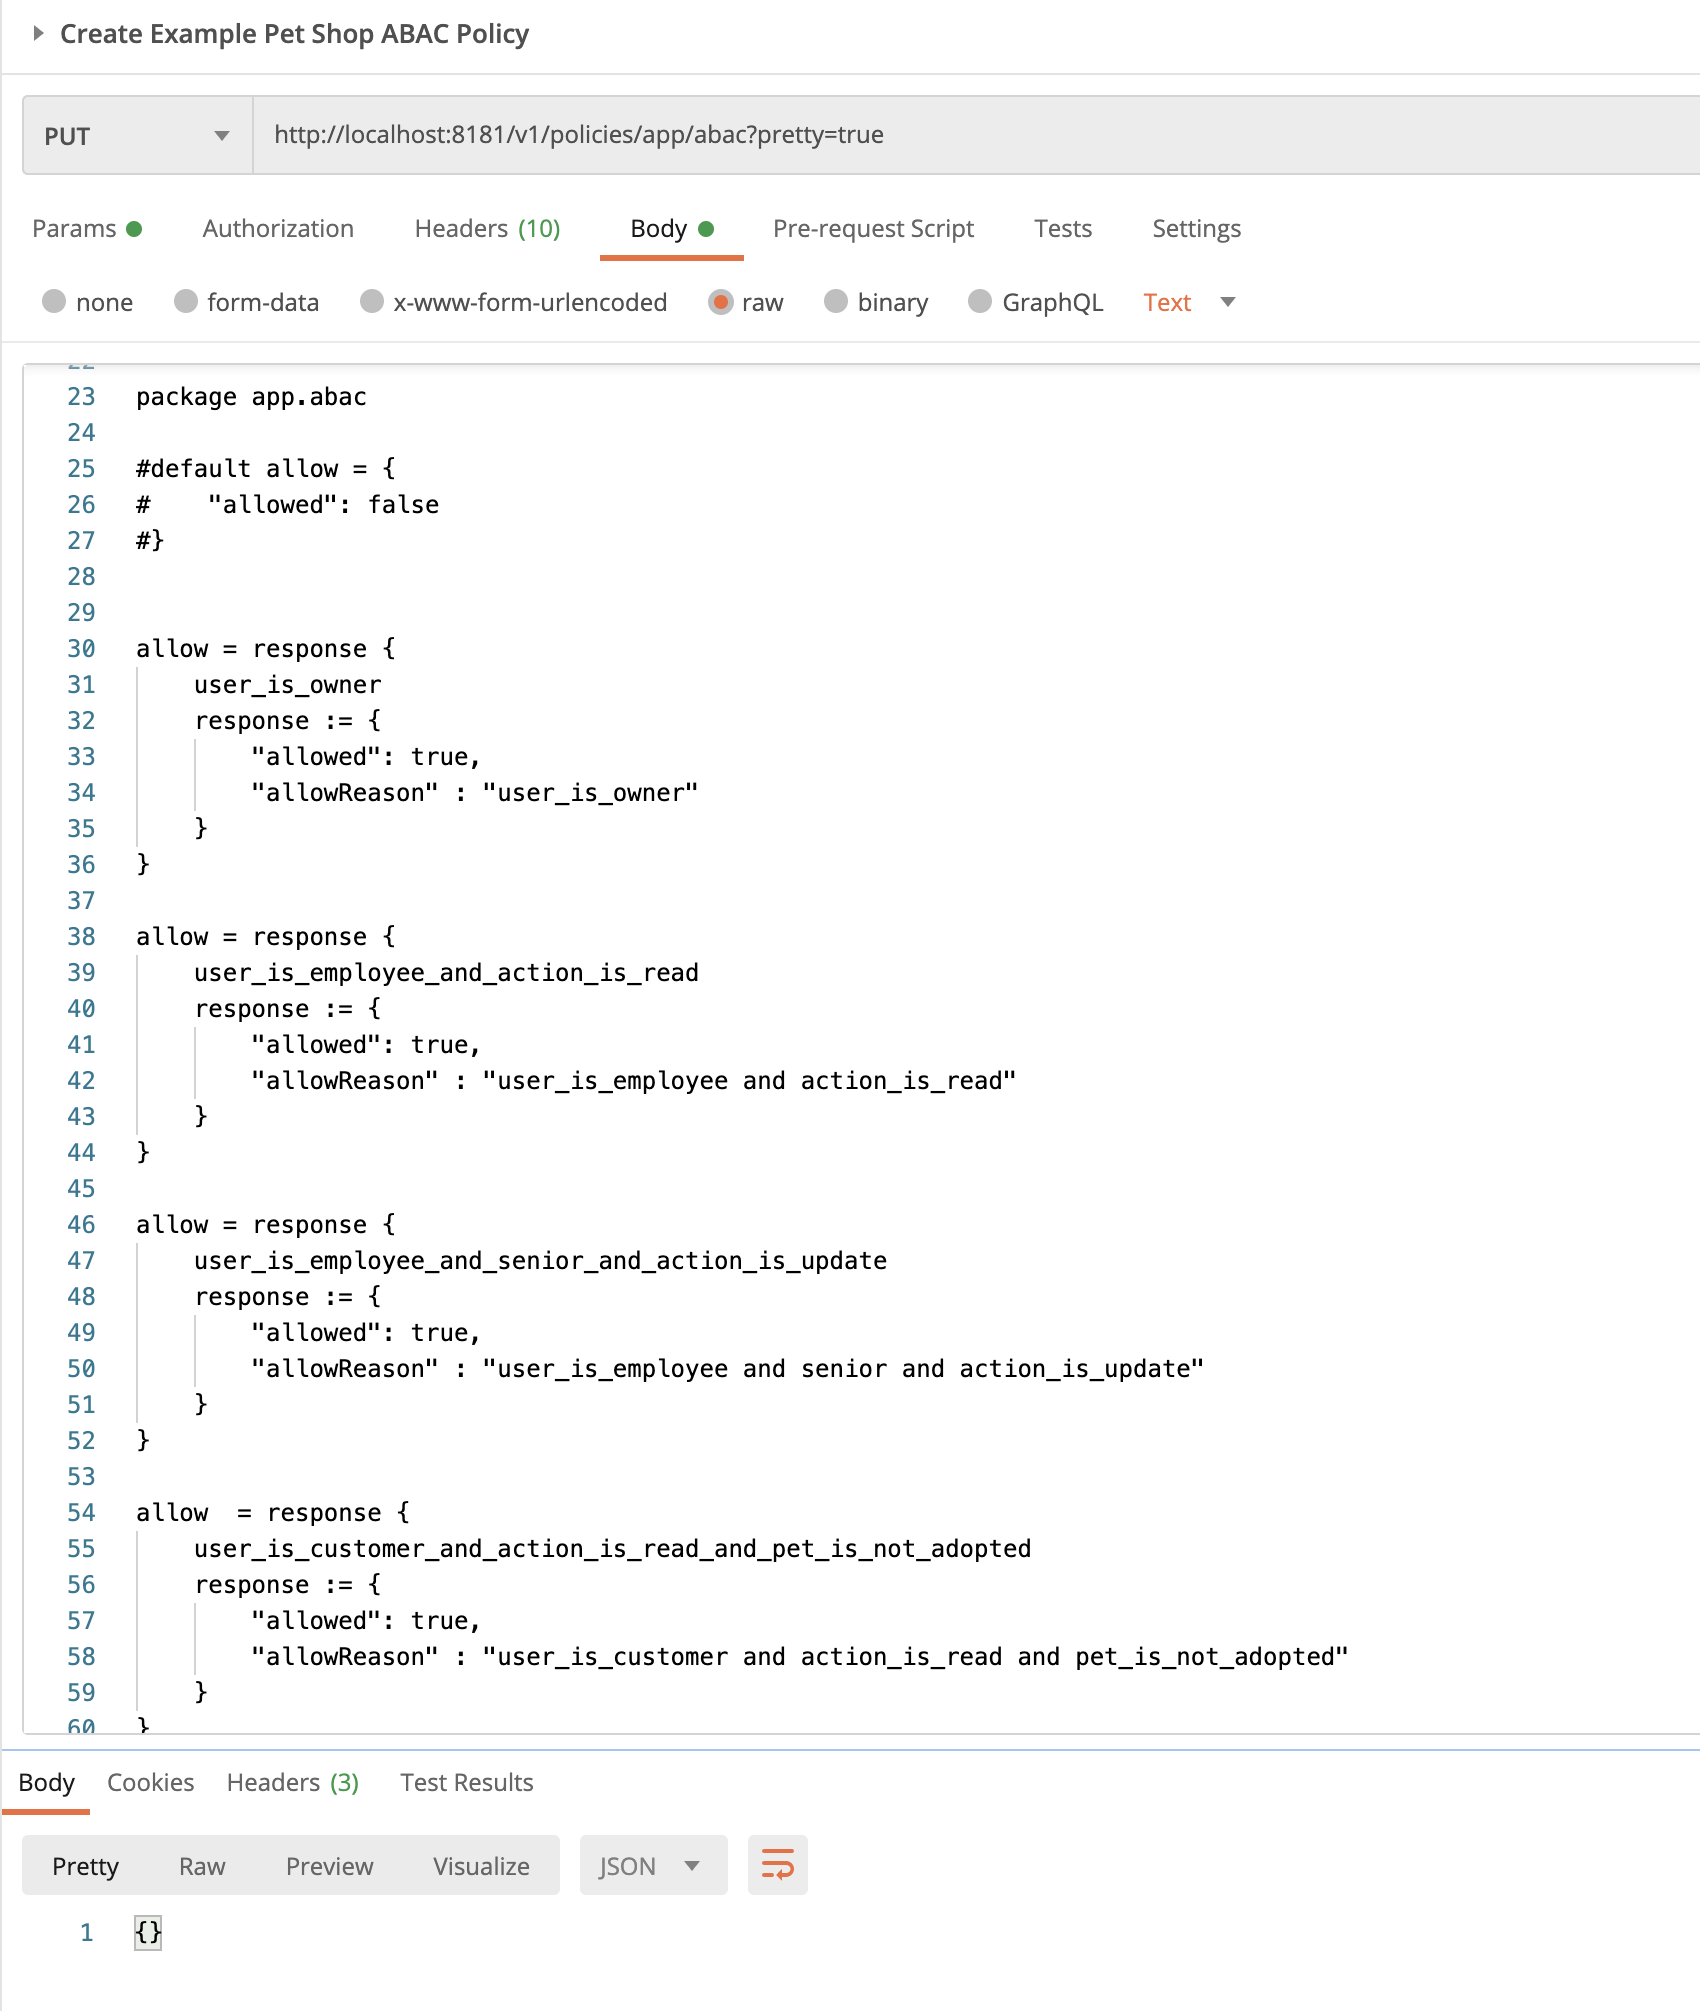 Create Example Pet Shop ABAC Policy
PUT http://localhost:8181/v1/policies/app/abac?pretty=true
Params Authorization Headers (10) Body Pre-request Script Tests Settings
none form-data x-www-form-urlencoded raw binary GraphQL Text
22
23 package app.abac
24
25 #default allow = {
26 #    "allowed": false
27 #}
28
29
30 allow = response {
31     user_is_owner
32     response := {
33         "allowed": true,
34         "allowReason" : "user_is_owner"
35     }
36 }
37
38 allow = response {
39     user_is_employee_and_action_is_read
40     response := {
41         "allowed": true,
42         "allowReason" : "user_is_employee and action_is_read"
43     }
44 }
45
46 allow = response {
47     user_is_employee_and_senior_and_action_is_update
48     response := {
49         "allowed": true,
50         "allowReason" : "user_is_employee and senior and action_is_update"
51     }
52 }
53
54 allow  = response {
55     user_is_customer_and_action_is_read_and_pet_is_not_adopted
56     response := {
57         "allowed": true,
58         "allowReason" : "user_is_customer and action_is_read and pet_is_not_adopted"
59     }
60 }
Body Cookies Headers (3) Test Results
Pretty Raw Preview Visualize JSON
1 {}